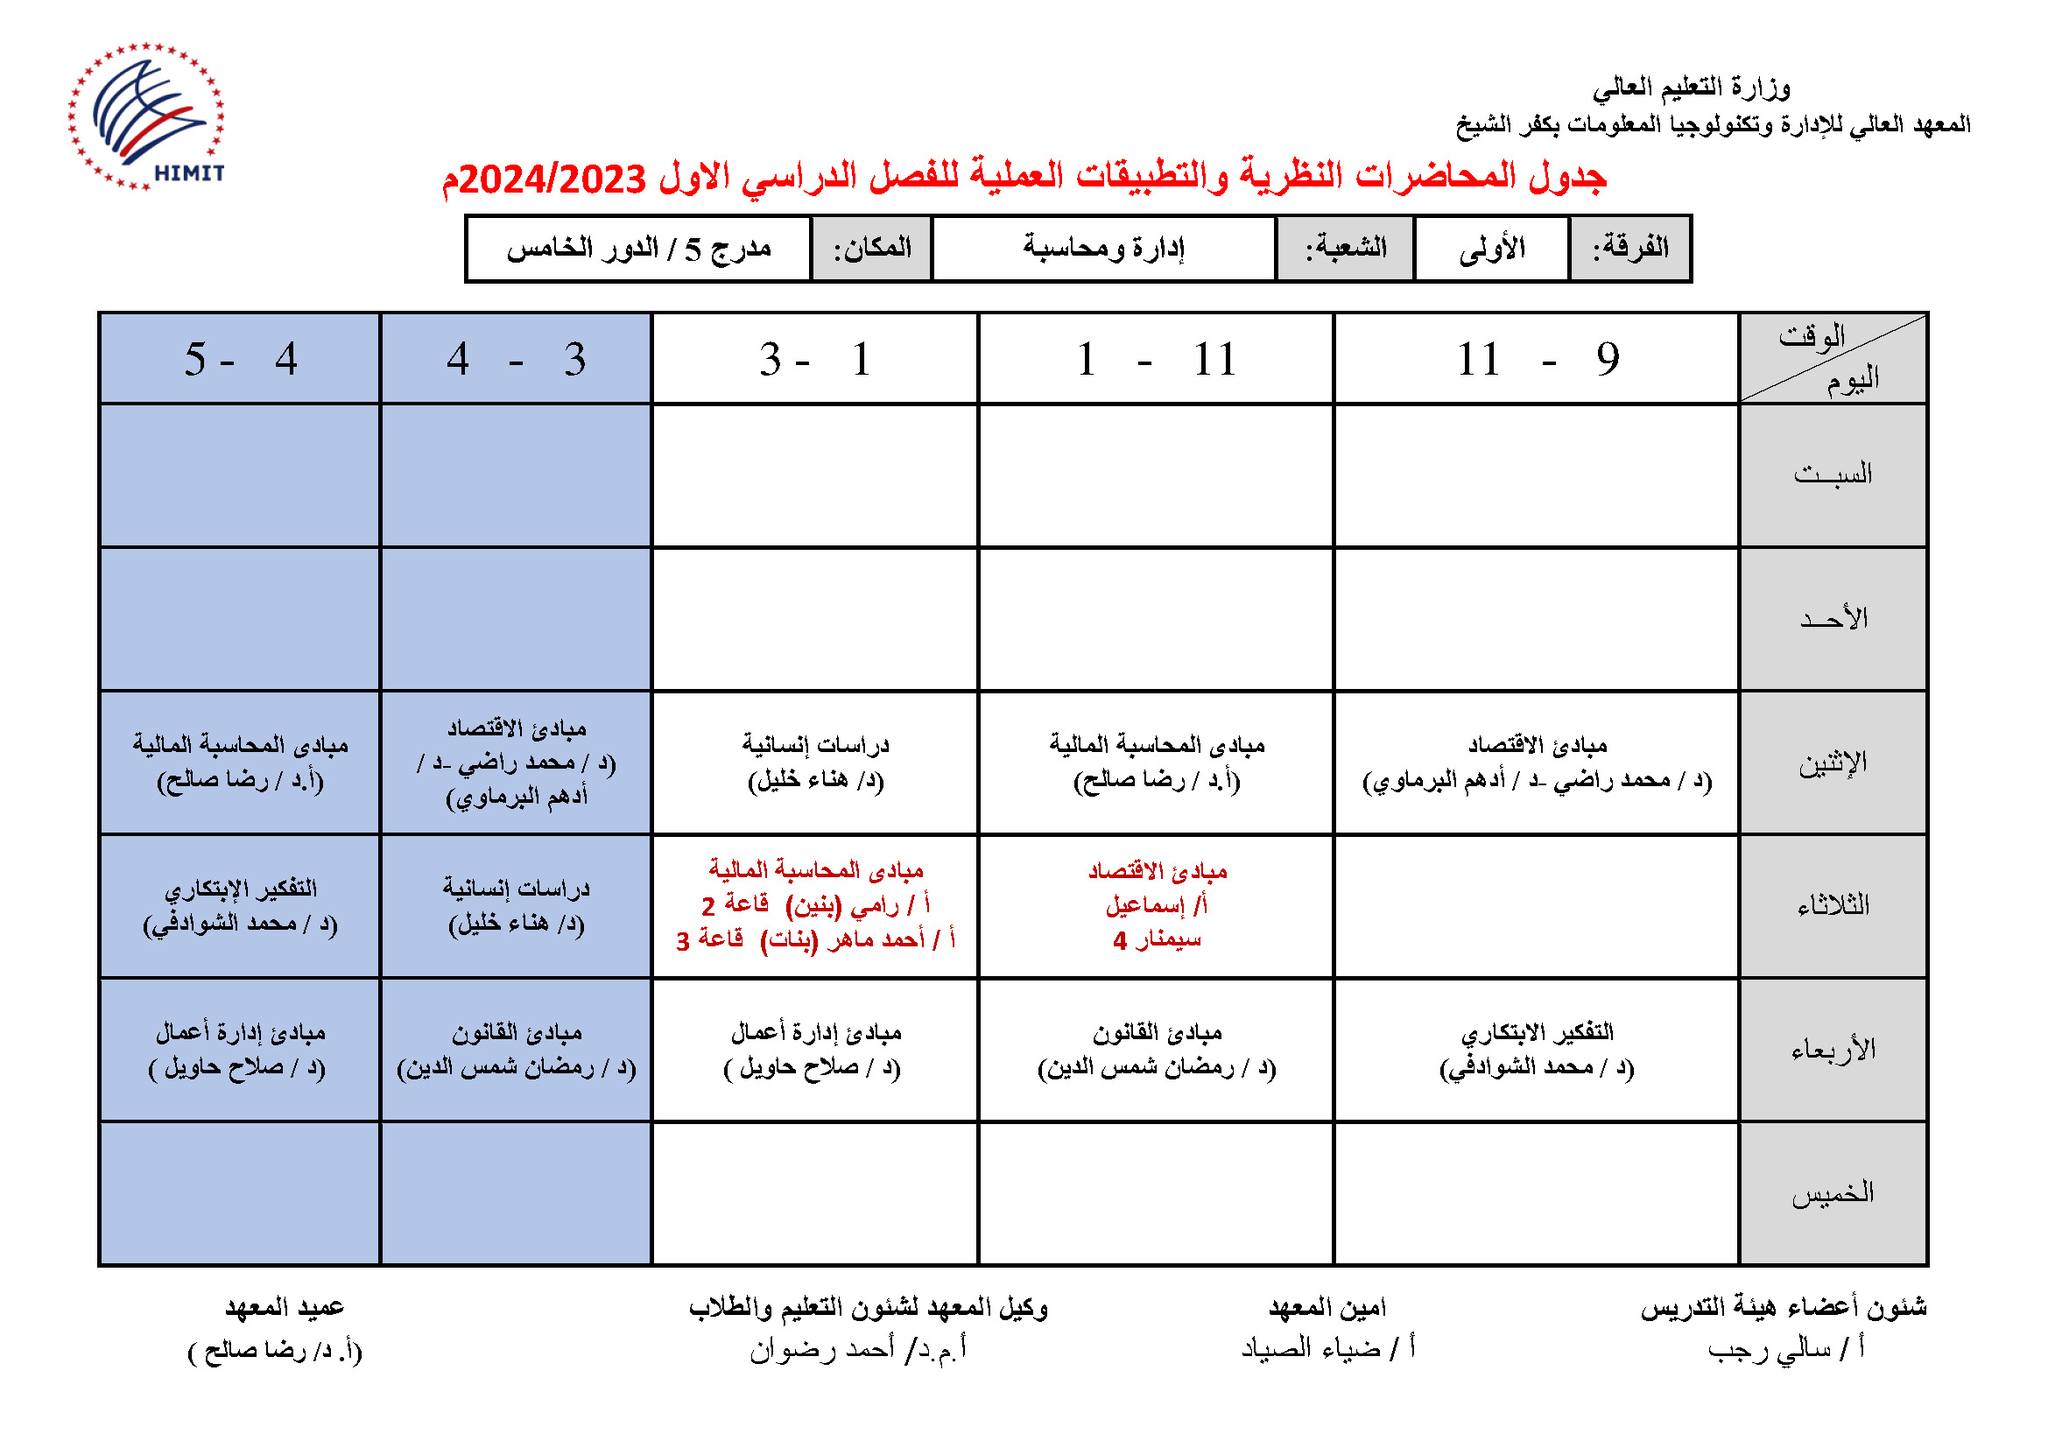 HIMIT
وزارة التعليم العالي
المعهد العالي للإدارة وتكنولوجيا المعلومات بكفر الشيخ
جدول المحاضرات النظرية والتطبيقات العملية للفصل الدراسي الاول 2024/2023م
الفرقة: الأولى الشعبة: إدارة ومحاسبة المكان: مدرج 5 / الدور الخامس
الوقت
اليوم
9 - 11
11 - 1
1 - 3
3 - 4
4 - 5
السبــت
الأحــد
الإثنين
مبادئ الاقتصاد
(د / محمد راضي -د / أدهم البرماوي)
مبادى المحاسبة المالية
(أ.د / رضا صالح)
دراسات إنسانية
(د/ هناء خليل)
مبادئ الاقتصاد
(د / محمد راضي -د /
أدهم البرماوي)
مبادى المحاسبة المالية
(أ.د / رضا صالح)
الثلاثاء
مبادئ الاقتصاد
أ/ إسماعيل
سيمنار 4
مبادى المحاسبة المالية
أ / رامي (بنين) قاعة 2
أ / أحمد ماهر (بنات) قاعة 3
دراسات إنسانية
(د/ هناء خليل)
التفكير الإبتكاري
(د / محمد الشوادفي)
الأربعاء
التفكير الابتكاري
(د / محمد الشوادفي)
مبادئ القانون
(د / رمضان شمس الدين)
مبادئ إدارة أعمال
(د / صلاح حاويل )
مبادئ القانون
(د / رمضان شمس الدين)
مبادئ إدارة أعمال
(د / صلاح حاويل )
الخميس
شئون أعضاء هيئة التدريس
أ / سالي رجب
امين المعهد
أ / ضياء الصياد
وكيل المعهد لشئون التعليم والطلاب
أ.م.د/ أحمد رضوان
عميد المعهد
(أ. د/ رضا صالح )